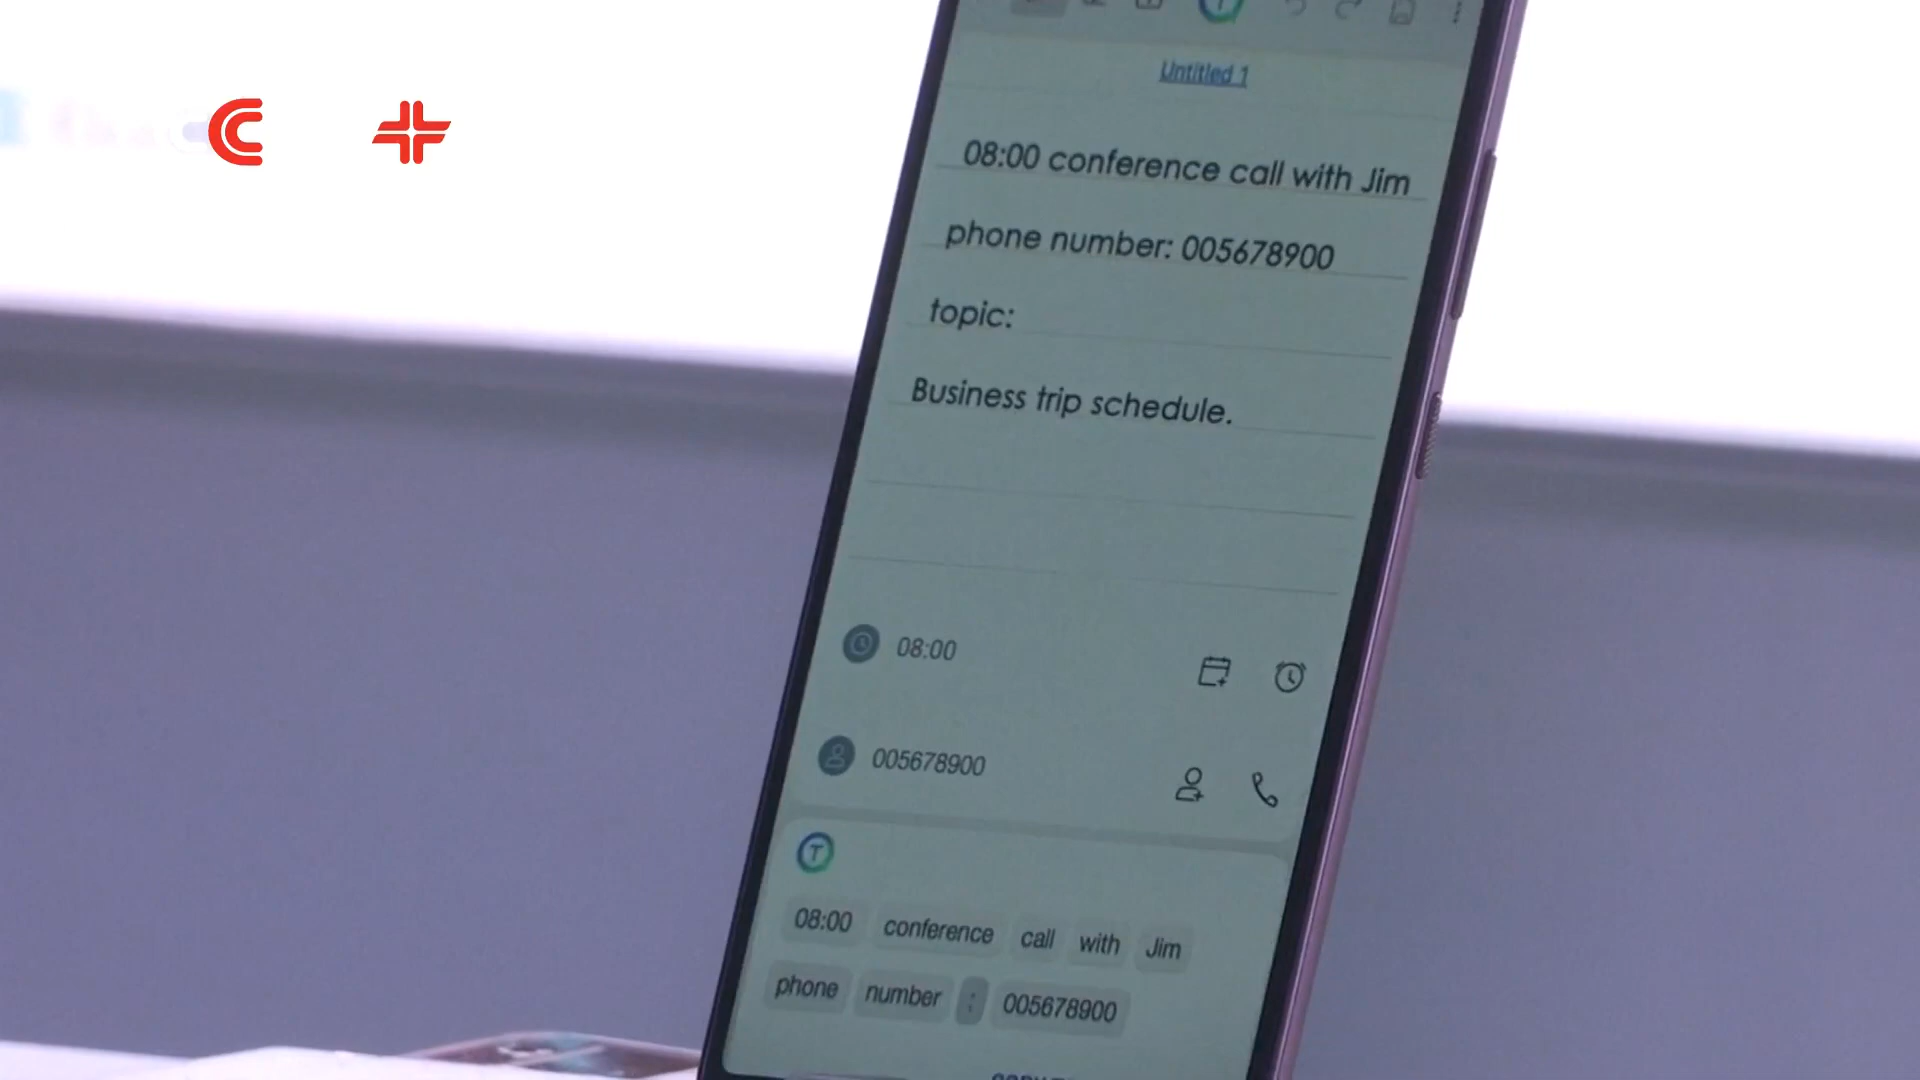 Untitled 1
08:00 conference call with Jim
phone number: 005678900
topic:
Business trip schedule.
08:00
005678900
T
08:00 conference call with Jim
phone number : 005678900